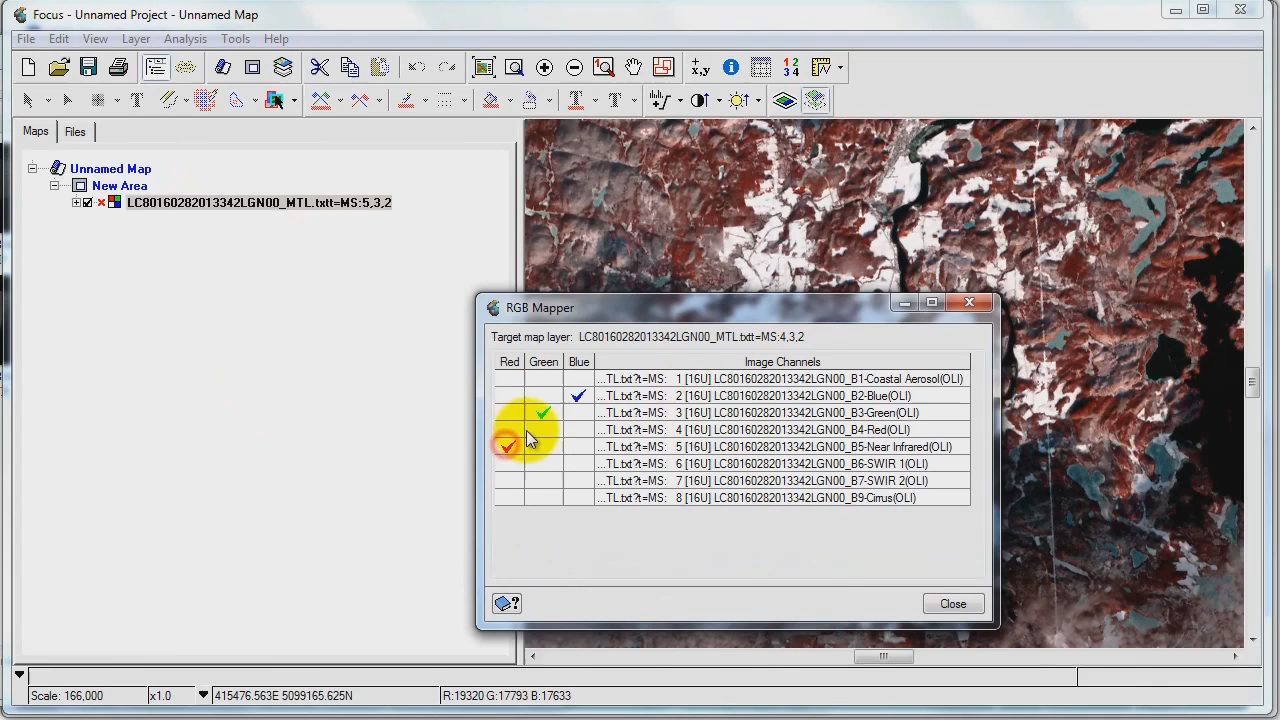 Focus - Unnamed Project - Unnamed Map
File Edit View Layer Analysis Tools Help
+x,y
1 2
3 4
Maps Files
Unnamed Map
New Area
LC80160282013342LGN00_MTL.txtt=MS:5,3,2
RGB Mapper
Target map layer: LC80160282013342LGN00_MTL.txtt=MS:4,3,2
Red Green Blue Image Channels
...TL.txt?t=MS: 1 [16U] LC80160282013342LGN00_B1-Coastal Aerosol(OLI)
...TL.txt?t=MS: 2 [16U] LC80160282013342LGN00_B2-Blue(OLI)
...TL.txt?t=MS: 3 [16U] LC80160282013342LGN00_B3-Green(OLI)
...TL.txt?t=MS: 4 [16U] LC80160282013342LGN00_B4-Red(OLI)
...TL.txt?t=MS: 5 [16U] LC80160282013342LGN00_B5-Near Infrared(OLI)
...TL.txt?t=MS: 6 [16U] LC80160282013342LGN00_B6-SWIR 1(OLI)
...TL.txt?t=MS: 7 [16U] LC80160282013342LGN00_B7-SWIR 2(OLI)
...TL.txt?t=MS: 8 [16U] LC80160282013342LGN00_B9-Cirrus(OLI)
Close
Scale: 166,000 x1.0 415476.563E 5099165.625N R:19320 G:17793 B:17633